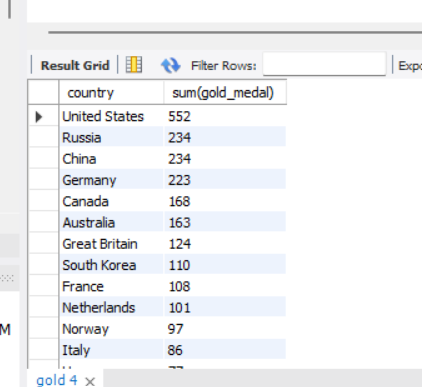 Result Grid Filter Rows: Expo
country sum(gold_medal)
United States 552
Russia 234
China 234
Germany 223
Canada 168
Australia 163
Great Britain 124
South Korea 110
France 108
Netherlands 101
Norway 97
M
Italy 86
gold 4 ×